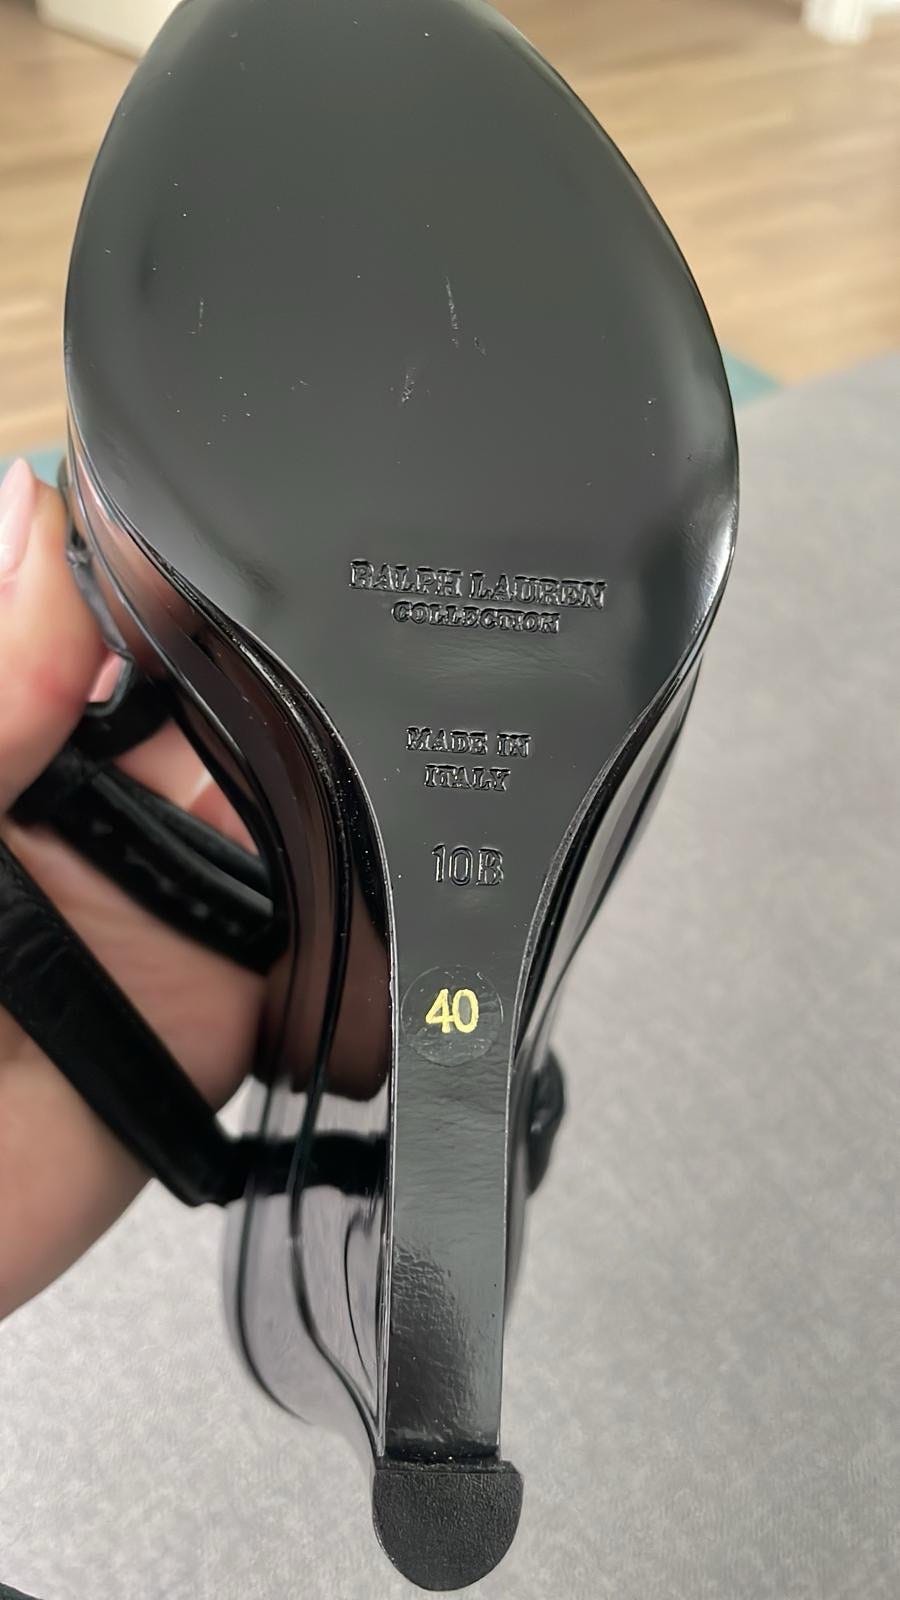 RALPH LAUREN
COLLECTION
MADE IN
ITALY
10B
40